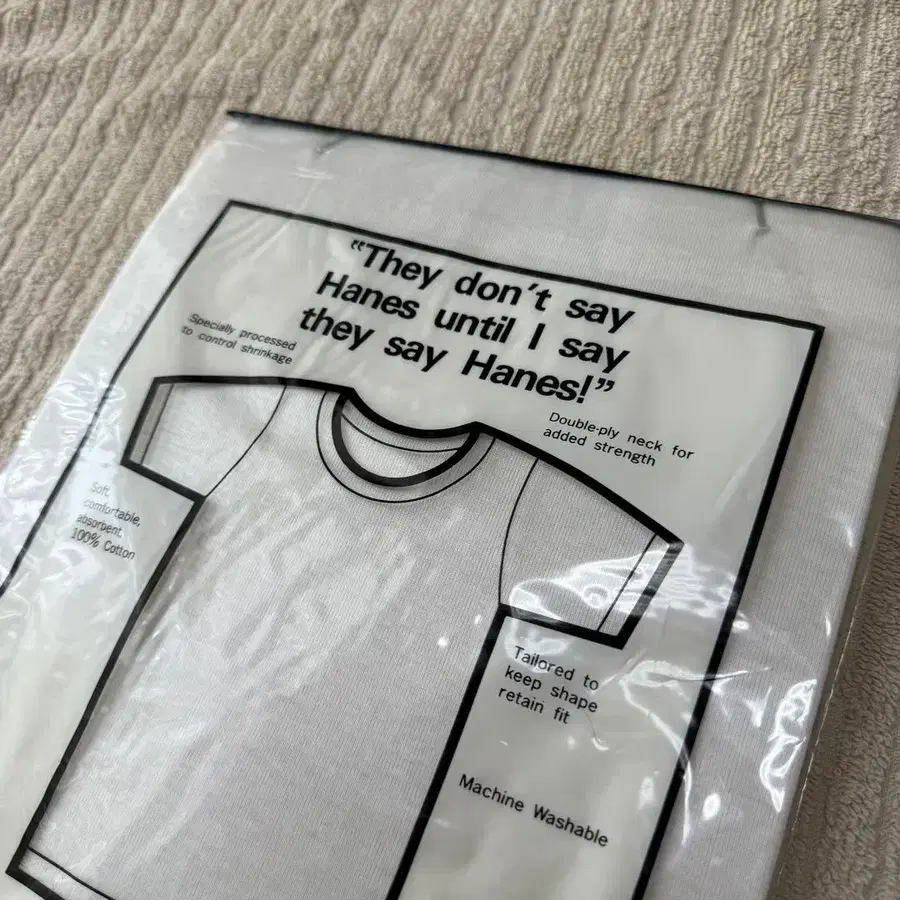 “They don't say
Hanes until I say
they say Hanes!”
Specially processed
to control shrinkage
Double-ply neck for
added strength
Soft,
comfortable,
absorbent,
100% Cotton
Tailored to
keep shape
retain fit
Machine Washable